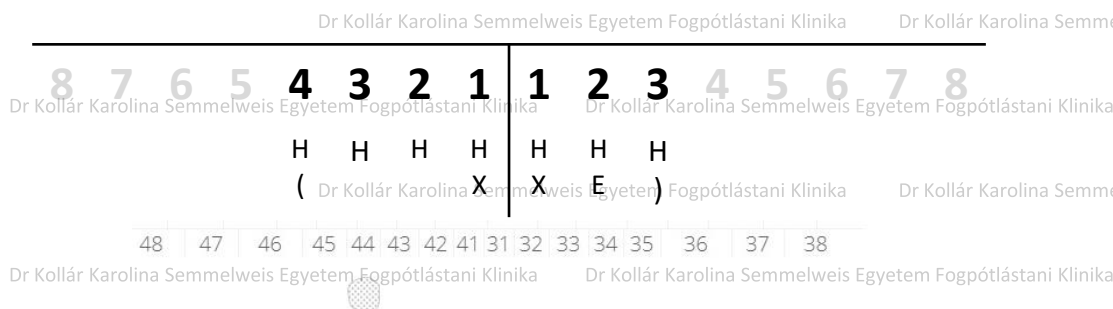 Dr Kollár Karolina Semmelweis Egyetem Fogpótlástani Klinika Dr Kollár Karolina Semme
8 7 6 5 4 3 2 1 1 2 3 4 5 6 7 8
Dr Kollár Karolina Semmelweis Egyetem Fogpótlástani Klinika Dr Kollár Karolina Semmelweis Egyetem Fogpótlástani Klinika
H H H H H H H
( X X E )
Dr Kollár Karolina Semmelweis Egyetem Fogpótlástani Klinika Dr Kollár Karolina Semme
48 47 46 45 44 43 42 41 31 32 33 34 35 36 37 38
Dr Kollár Karolina Semmelweis Egyetem Fogpótlástani Klinika Dr Kollár Karolina Semmelweis Egyetem Fogpótlástani Klinika